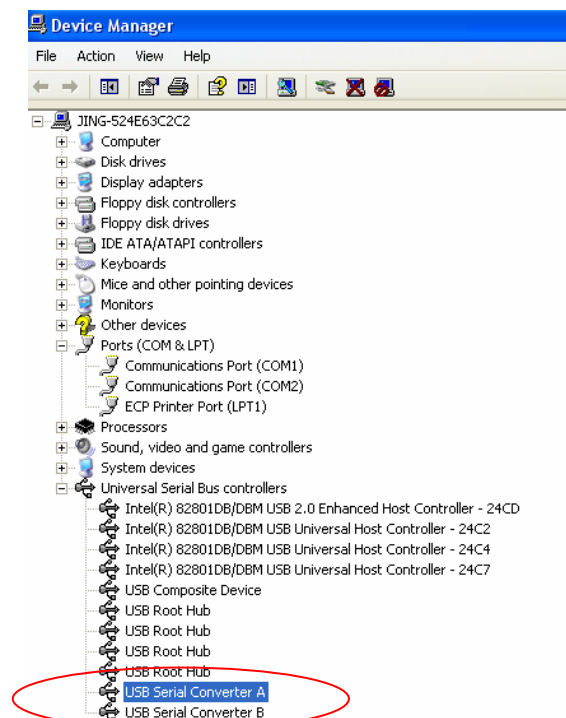 Device Manager
File Action View Help
JING-524E63C2C2
Computer
Disk drives
Display adapters
Floppy disk controllers
Floppy disk drives
IDE ATA/ATAPI controllers
Keyboards
Mice and other pointing devices
Monitors
Other devices
Ports (COM & LPT)
Communications Port (COM1)
Communications Port (COM2)
ECP Printer Port (LPT1)
Processors
Sound, video and game controllers
System devices
Universal Serial Bus controllers
Intel(R) 82801DB/DBM USB 2.0 Enhanced Host Controller - 24CD
Intel(R) 82801DB/DBM USB Universal Host Controller - 24C2
Intel(R) 82801DB/DBM USB Universal Host Controller - 24C4
Intel(R) 82801DB/DBM USB Universal Host Controller - 24C7
USB Composite Device
USB Root Hub
USB Root Hub
USB Root Hub
USB Root Hub
USB Serial Converter A
USB Serial Converter B